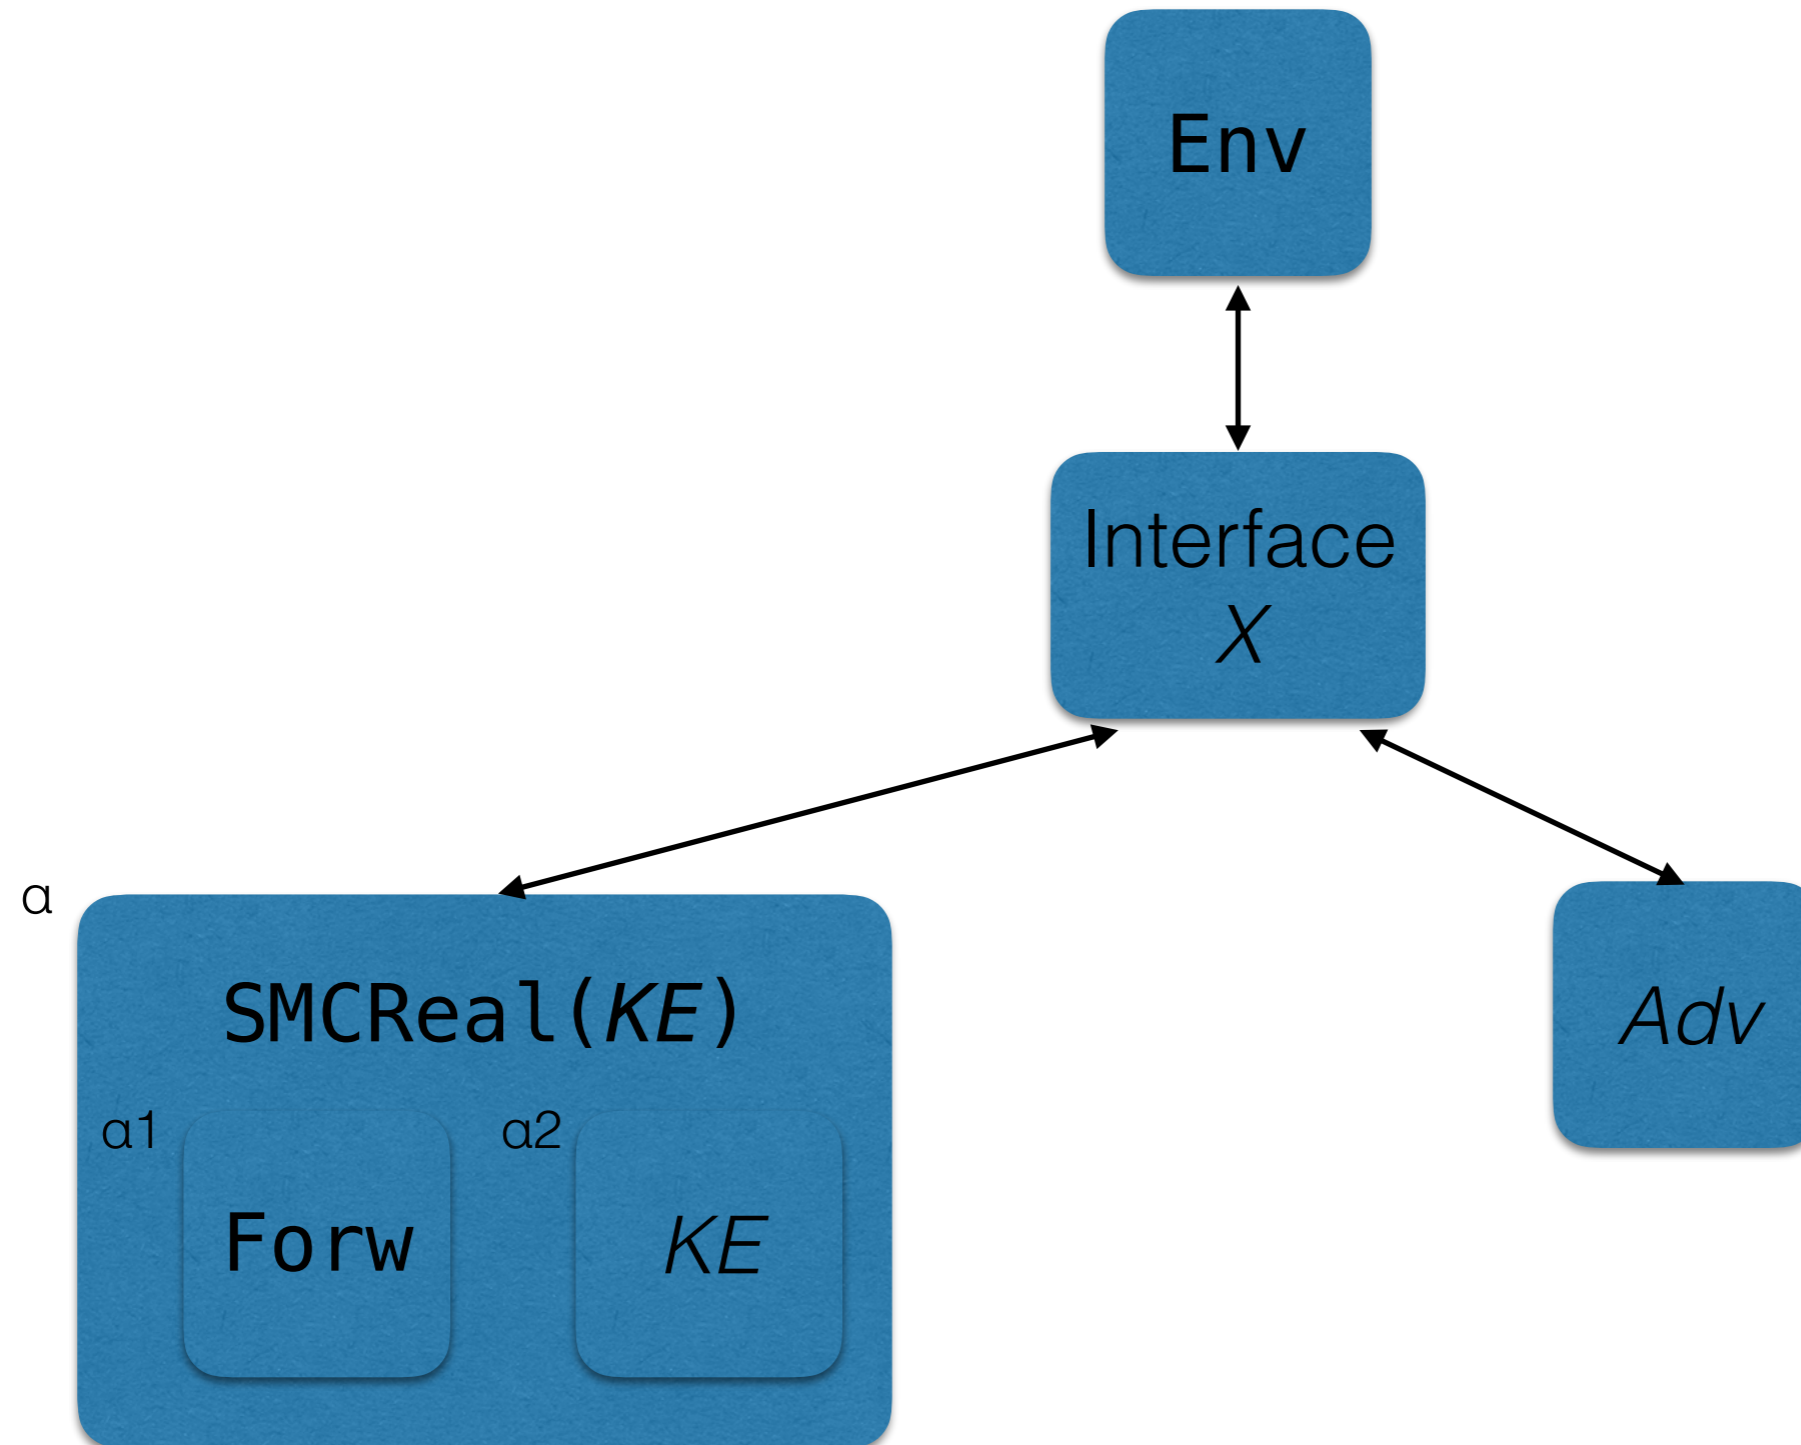 Env
Interface
X
α
SMCReal(KE)
α1
α2
Forw
KE
Adv